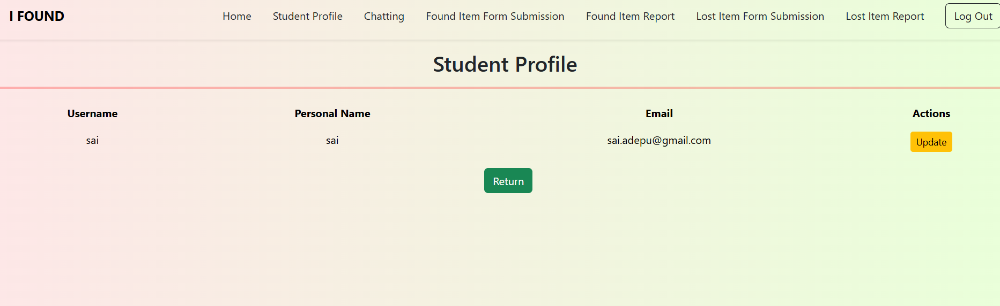 I FOUND Home Student Profile Chatting Found Item Form Submission Found Item Report Lost Item Form Submission Lost Item Report Log Out
Student Profile
Username Personal Name Email Actions
sai sai sai.adepu@gmail.com Update
Return